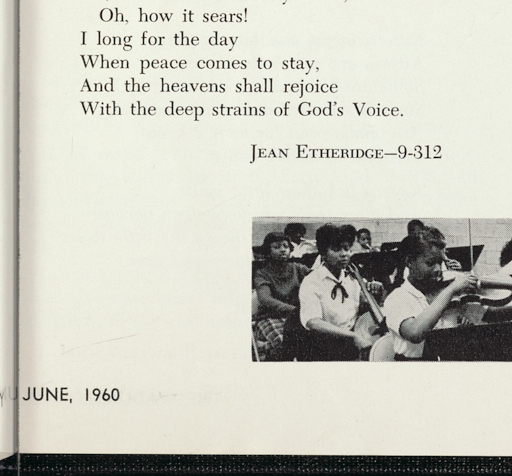 Oh, how it sears!
I long for the day
When peace comes to stay,
And the heavens shall rejoice
With the deep strains of God's Voice.
JEAN ETHERIDGE—9-312
JUNE, 1960